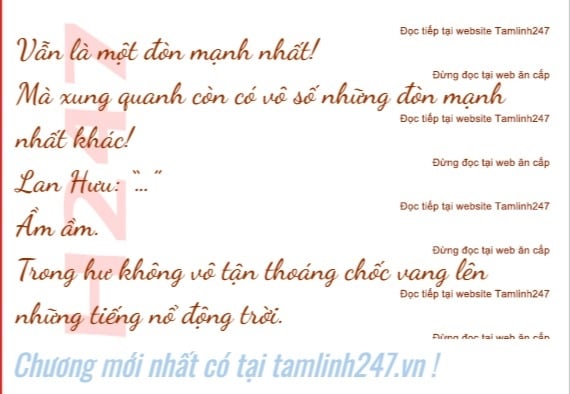 Đọc tiếp tại website Tamlinh247
Vẫn là một đòn mạnh nhất!
Đừng đọc tại web ăn cắp
Mà xung quanh còn có vô số những đòn mạnh
Đọc tiếp tại website Tamlinh247
nhất khác!
Đừng đọc tại web ăn cắp
Lan Hưu: “…”
Đọc tiếp tại website Tamlinh247
Ầm ầm.
Đừng đọc tại web ăn cắp
Trong hư không vô tận thoáng chốc vang lên
Đọc tiếp tại website Tamlinh247
những tiếng nổ động trời.
Đừng đọc tại web ăn cắp
H247
Chương mới nhất có tại tamlinh247.vn !